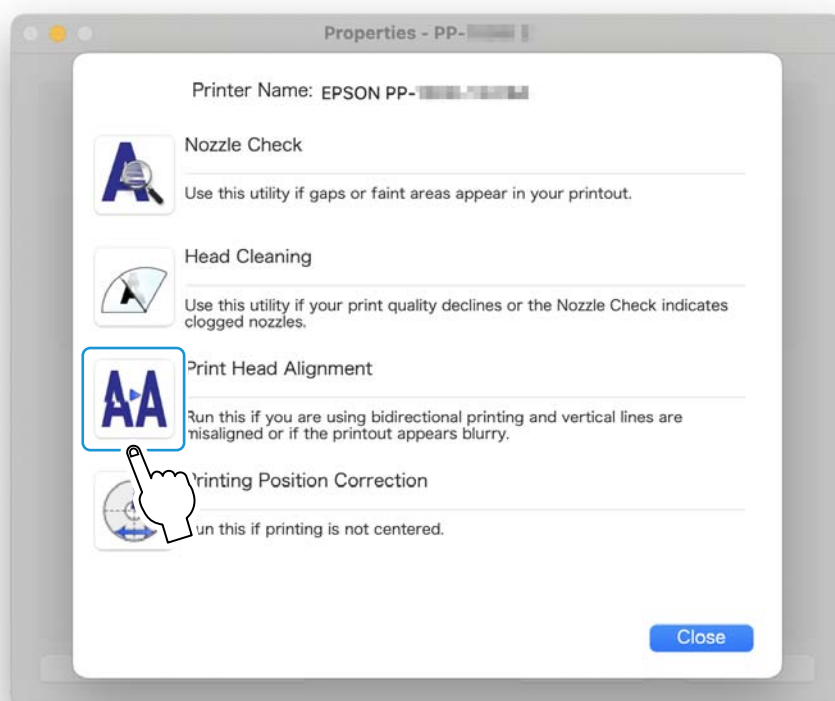 Properties - PP-
Printer Name: EPSON PP-
Nozzle Check
Use this utility if gaps or faint areas appear in your printout.
Head Cleaning
Use this utility if your print quality declines or the Nozzle Check indicates
clogged nozzles.
Print Head Alignment
Run this if you are using bidirectional printing and vertical lines are
misaligned or if the printout appears blurry.
Printing Position Correction
Run this if printing is not centered.
Close